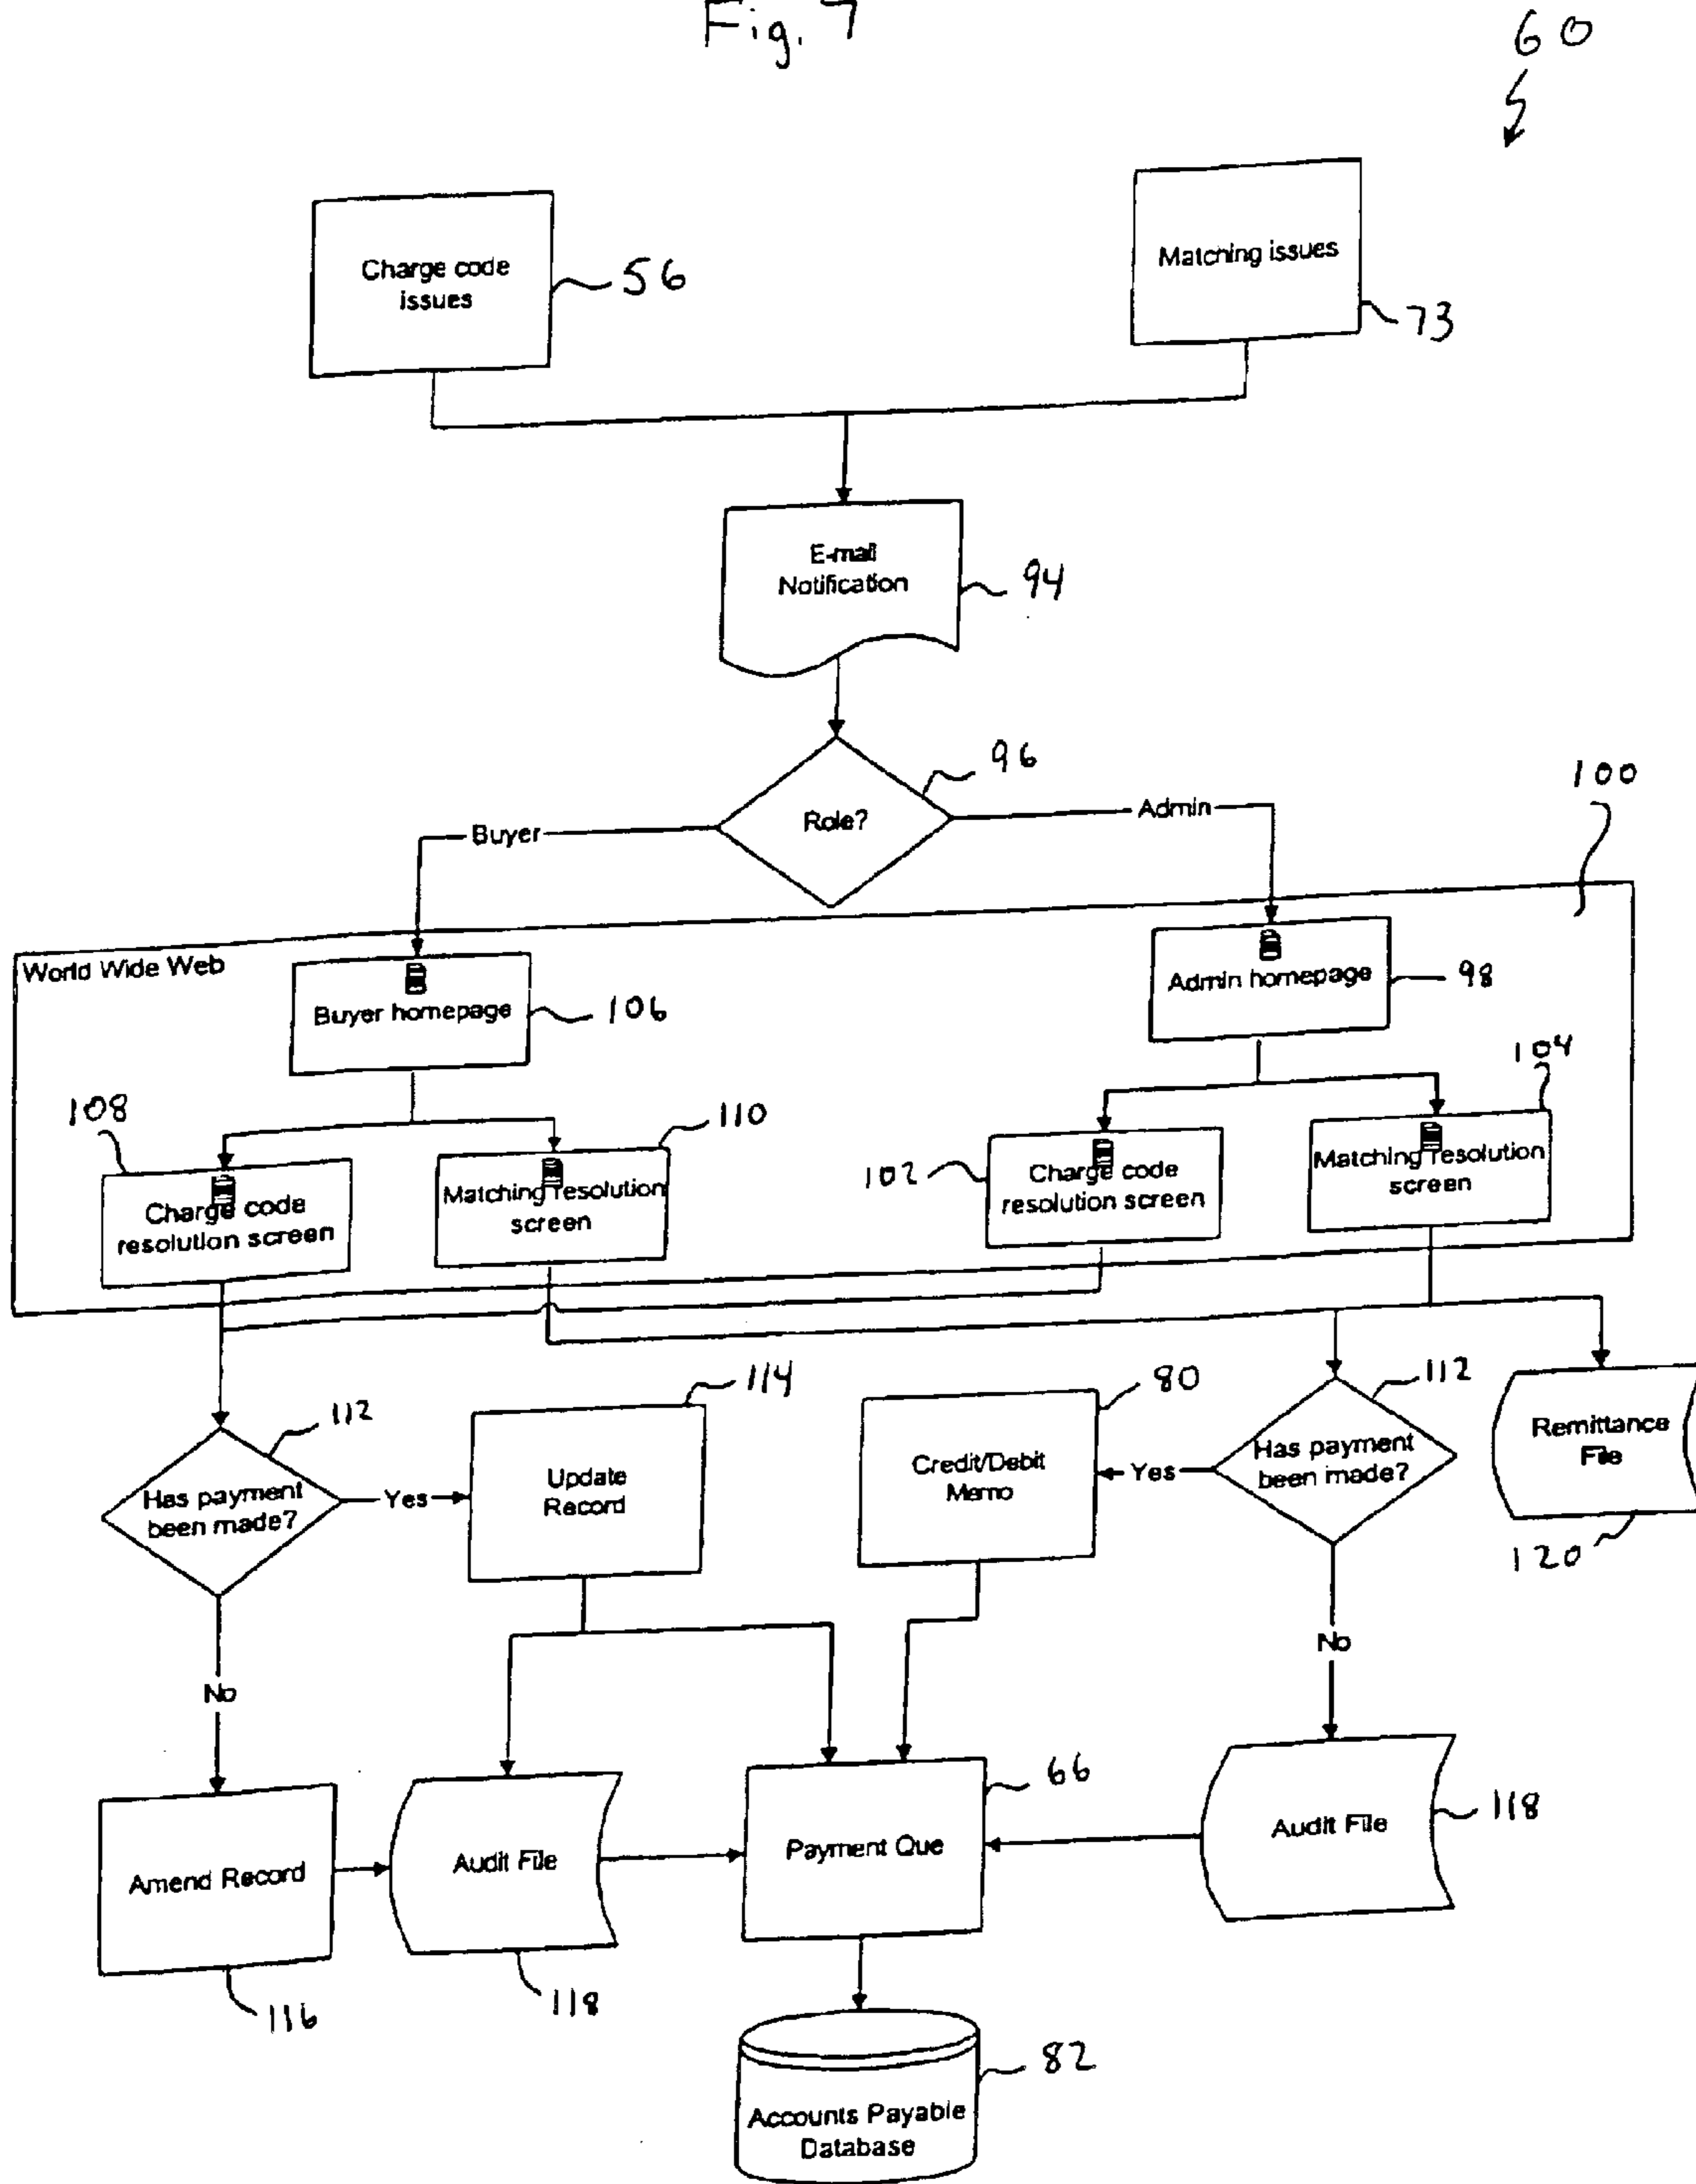 Fig. 7
60
Charge code
issues
56
Matching issues
73
E-mail
Notification
94
Role?
96
Buyer
Admin
100
World Wide Web
Buyer homepage
106
Admin homepage
98
108
Charge code
resolution screen
110
Matching resolution
screen
102
Charge code
resolution screen
104
Matching resolution
screen
112
Has payment
been made?
Yes
114
Update
Record
80
Credit/Debit
Memo
Yes
112
Has payment
been made?
Remittance
File
120
No
No
Amend Record
116
Audit File
118
Payment Que
66
Audit File
118
Accounts Payable
Database
82